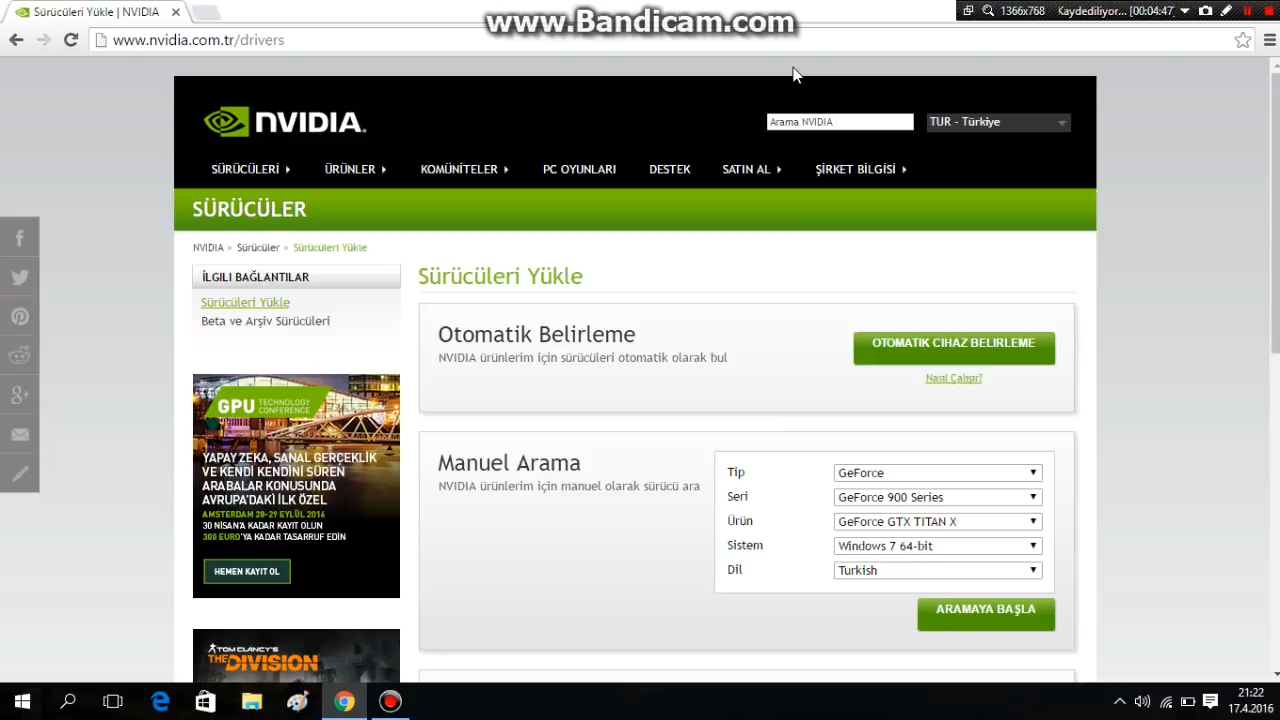 Sürücüleri Yükle | NVIDIA
www.Bandicam.com
1366x768
Kaydediliyor... [00:04:47]
www.nvidia.com.tr/drivers
NVIDIA.
Arama NVIDIA
TUR - Türkiye
SÜRÜCÜLERİ
ÜRÜNLER
KOMÜNİTELER
PC OYUNLARI
DESTEK
SATIN AL
ŞİRKET BİLGİSİ
SÜRÜCÜLER
NVIDIA > Sürücüler > Sürücüleri Yükle
İLGILI BAĞLANTILAR
Sürücüleri Yükle
Beta ve Arşiv Sürücüleri
Sürücüleri Yükle
Otomatik Belirleme
NVIDIA ürünlerim için sürücüleri otomatik olarak bul
OTOMATIK CIHAZ BELIRLEME
Nasıl Çalışır?
GPU TECHNOLOGY CONFERENCE
YAPAY ZEKA, SANAL GERÇEKLİK
VE KENDİ KENDİNİ SÜREN
ARABALAR KONUSUNDA
AVRUPA'DAKİ İLK ÖZEL
AMSTERDAM 28-29 EYLÜL 2016
30 NİSAN'A KADAR KAYIT OLUN
300 EURO'YA KADAR TASARRUF EDİN
HEMEN KAYIT OL
Manuel Arama
NVIDIA ürünlerim için manuel olarak sürücü ara
Tip
GeForce
Seri
GeForce 900 Series
Ürün
GeForce GTX TITAN X
Sistem
Windows 7 64-bit
Dil
Turkish
ARAMAYA BAŞLA
TOM CLANCY'S
THE DIVISION
21:22
17.4.2016